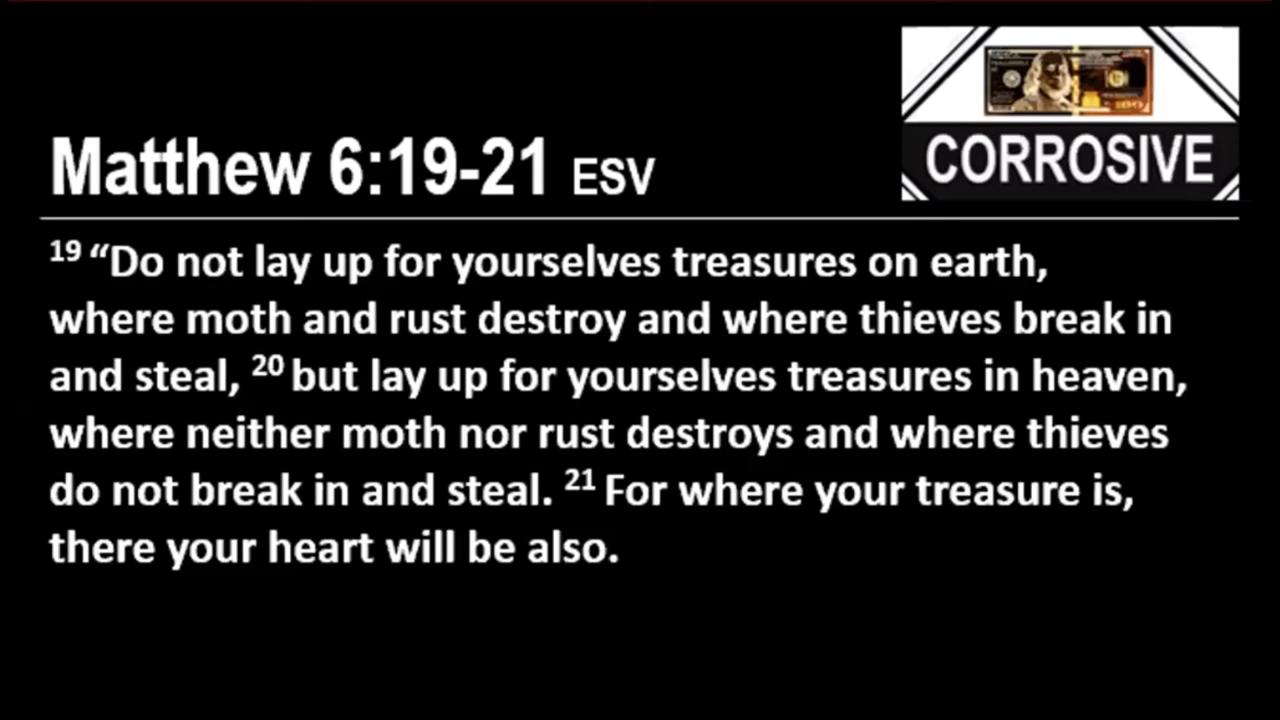 CORROSIVE
Matthew 6:19-21 ESV
19 “Do not lay up for yourselves treasures on earth,
where moth and rust destroy and where thieves break in
and steal, 20 but lay up for yourselves treasures in heaven,
where neither moth nor rust destroys and where thieves
do not break in and steal. 21 For where your treasure is,
there your heart will be also.